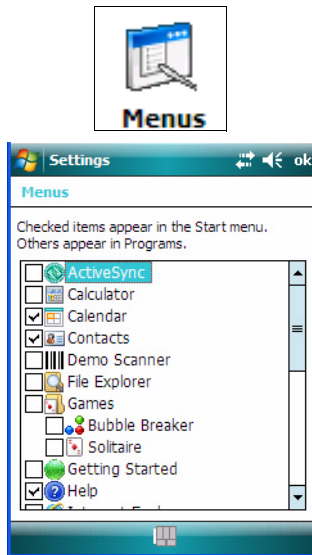 Menus
Settings ok
Menus
Checked items appear in the Start menu.
Others appear in Programs.
ActiveSync
Calculator
Calendar
Contacts
Demo Scanner
File Explorer
Games
Bubble Breaker
Solitaire
Getting Started
Help